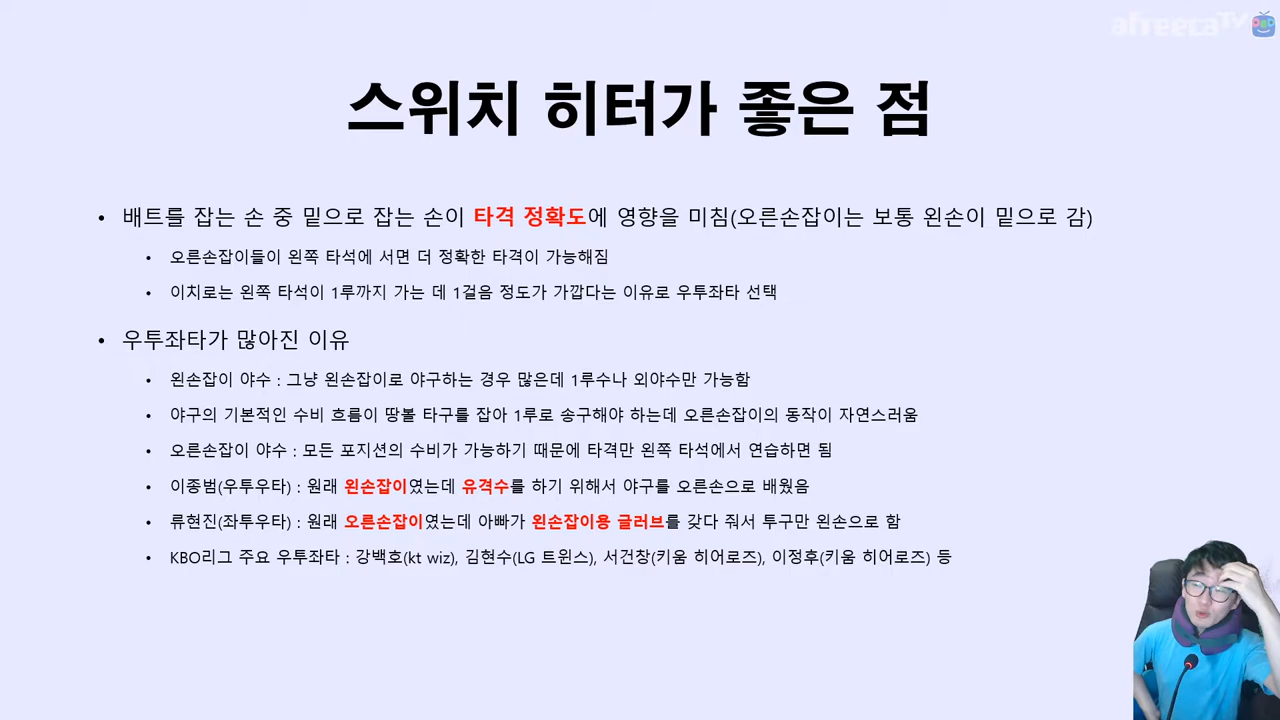 afreecaTV
스위치 히터가 좋은 점
• 배트를 잡는 손 중 밑으로 잡는 손이 타격 정확도에 영향을 미침(오른손잡이는 보통 왼손이 밑으로 감)
• 오른손잡이들이 왼쪽 타석에 서면 더 정확한 타격이 가능해짐
• 이치로는 왼쪽 타석이 1루까지 가는 데 1걸음 정도가 가깝다는 이유로 우투좌타 선택
• 우투좌타가 많아진 이유
• 왼손잡이 야수 : 그냥 왼손잡이로 야구하는 경우 많은데 1루수나 외야수만 가능함
• 야구의 기본적인 수비 흐름이 땅볼 타구를 잡아 1루로 송구해야 하는데 오른손잡이의 동작이 자연스러움
• 오른손잡이 야수 : 모든 포지션의 수비가 가능하기 때문에 타격만 왼쪽 타석에서 연습하면 됨
• 이종범(우투우타) : 원래 왼손잡이였는데 유격수를 하기 위해서 야구를 오른손으로 배웠음
• 류현진(좌투우타) : 원래 오른손잡이였는데 아빠가 왼손잡이용 글러브를 갖다 줘서 투구만 왼손으로 함
• KBO리그 주요 우투좌타 : 강백호(kt wiz), 김현수(LG 트윈스), 서건창(키움 히어로즈), 이정후(키움 히어로즈) 등